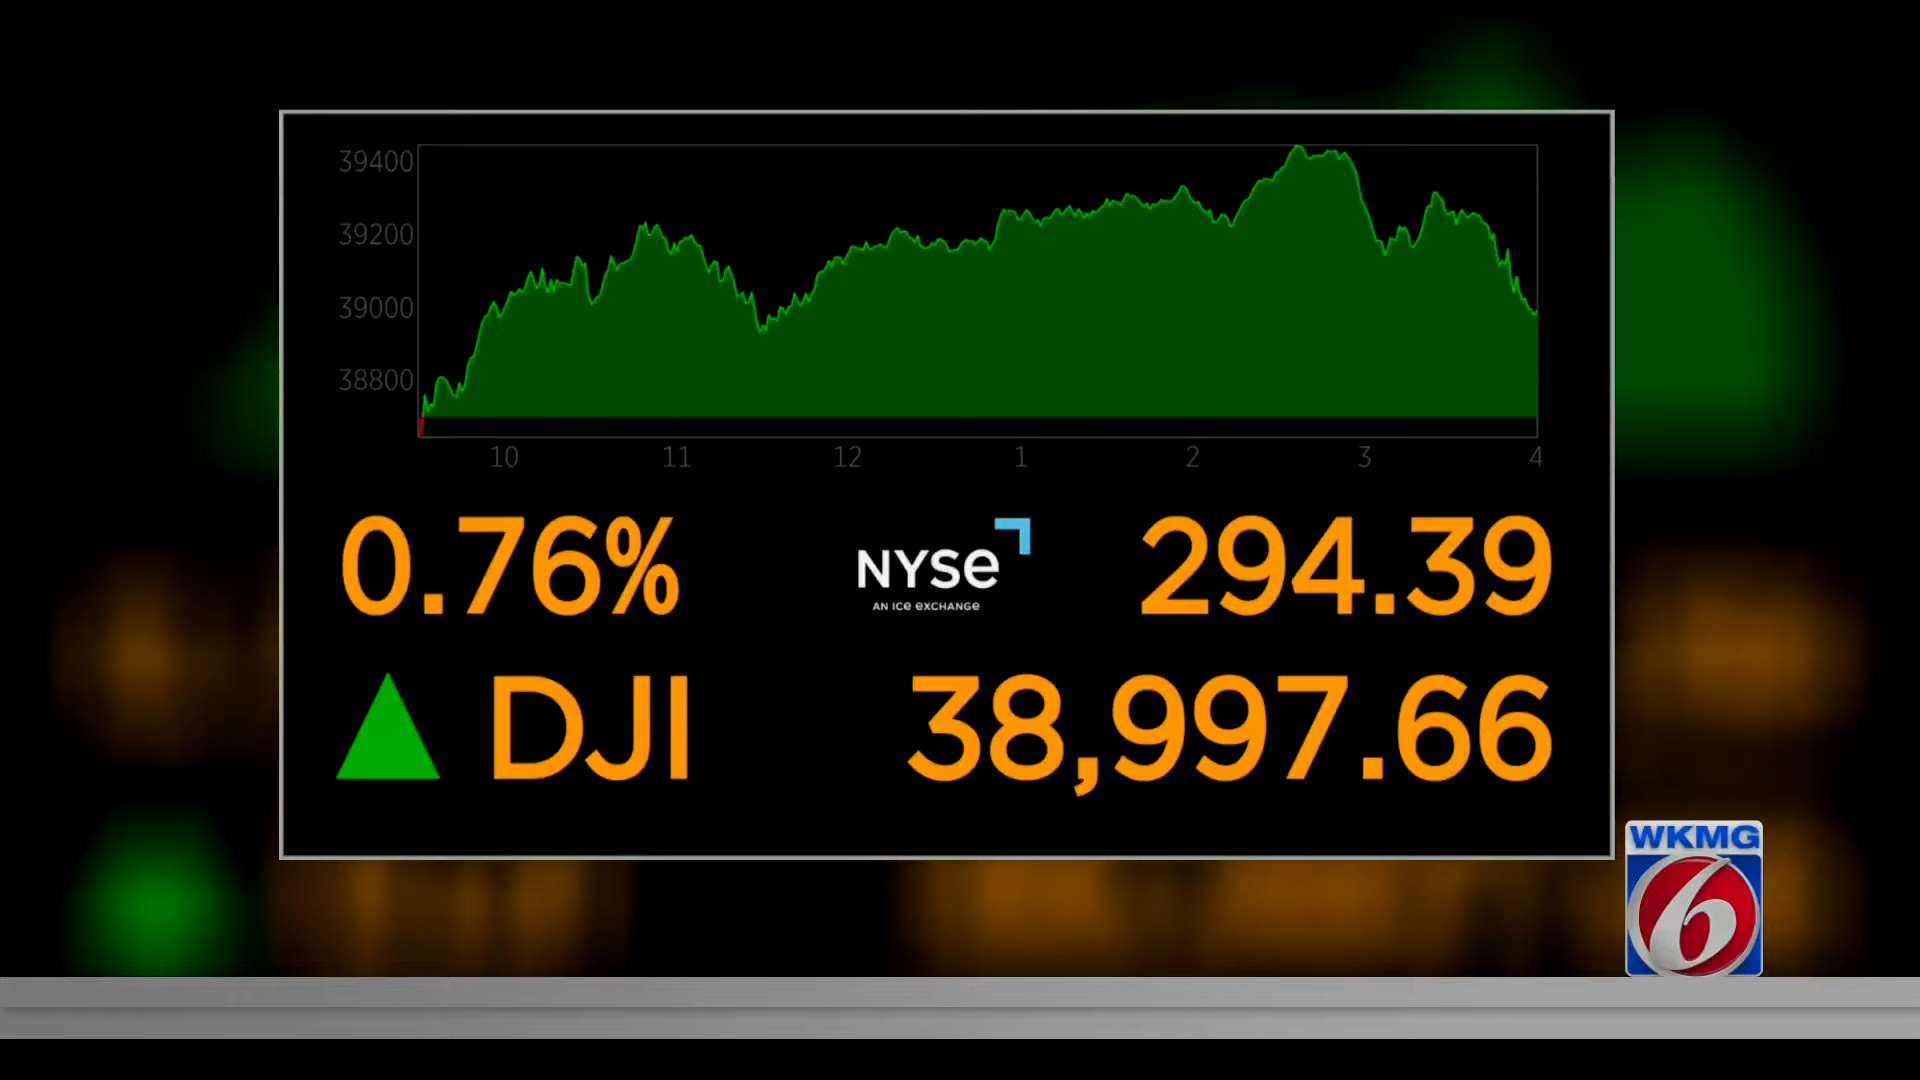 39400
39200
39000
38800
10 11 12 1 2 3 4
0.76% NYSE 294.39
AN ICE EXCHANGE
DJI 38,997.66
WKMG
6